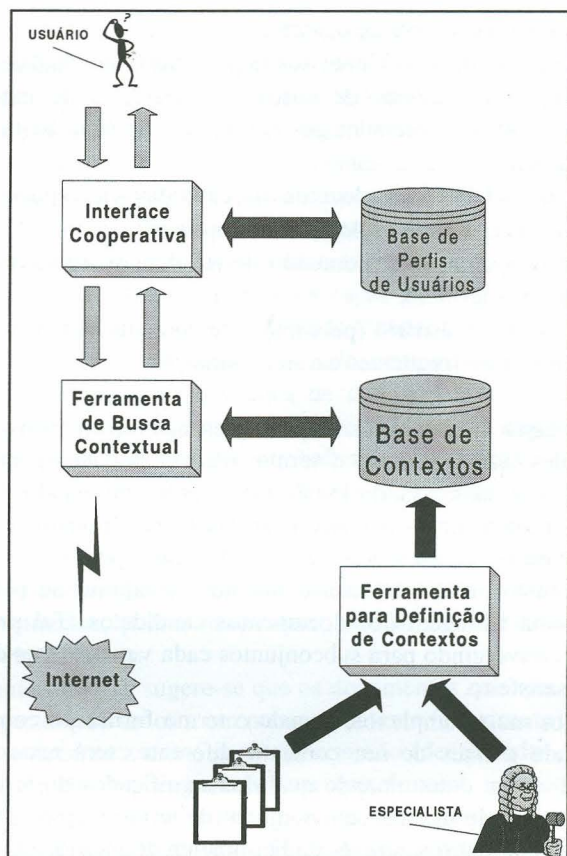 USUÁRIO
?
Interface
Cooperativa
Base de
Perfis
de Usuários
Ferramenta
de Busca
Contextual
Base de
Contextos
Ferramenta
para Definição
de Contextos
Internet
ESPECIALISTA